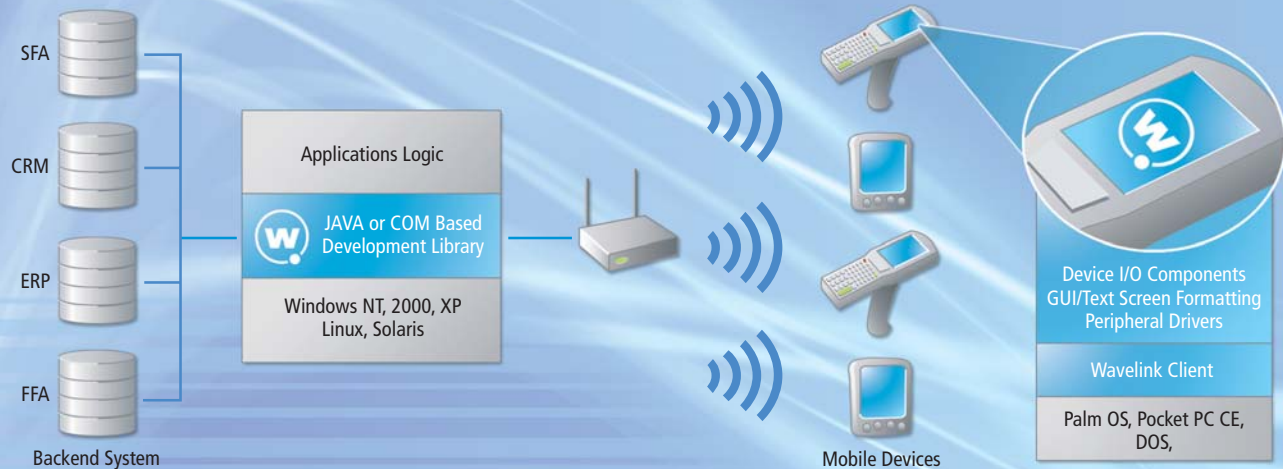 SFA
CRM
ERP
FFA
Backend System
Applications Logic
w.
JAVA or COM Based
Development Library
Windows NT, 2000, XP
Linux, Solaris
Mobile Devices
w.
Device I/O Components
GUI/Text Screen Formatting
Peripheral Drivers
Wavelink Client
Palm OS, Pocket PC CE,
DOS,